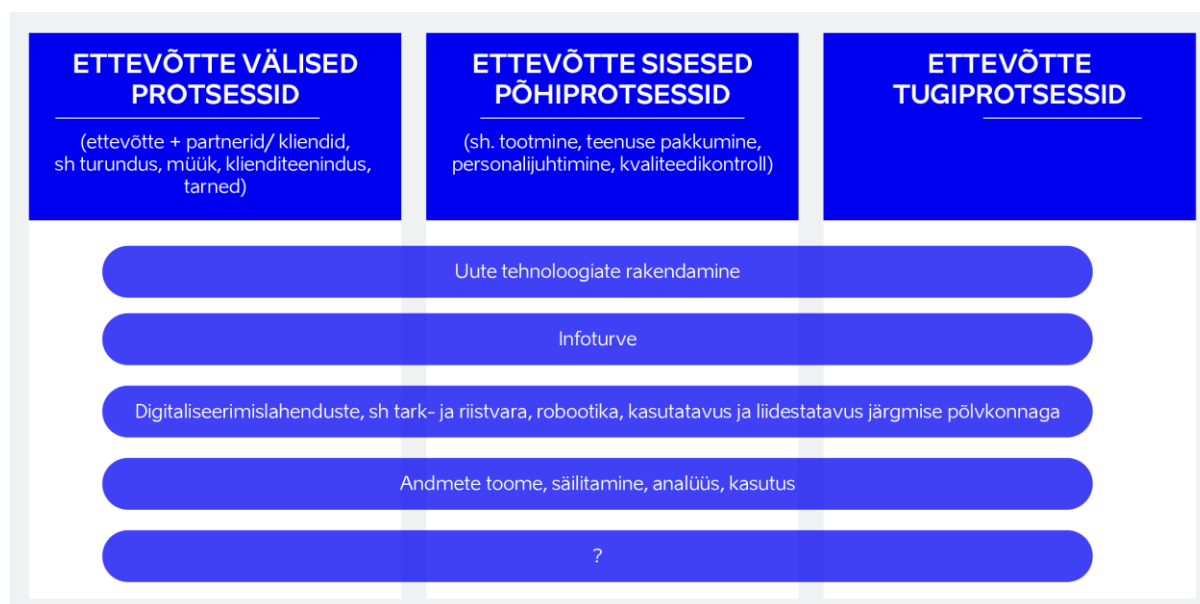 ETTEVÕTTE VÄLISED
PROTSESSID
(ettevõtte + partnerid/ kliendid,
sh turundus, müük, klienditeenindus,
tarned)
ETTEVÕTTE SISESED
PÕHIPROTSESSID
(sh. tootmine, teenuse pakkumine,
personalijuhtimine, kvaliteedikontroll)
ETTEVÕTTE
TUGIPROTSESSID
Uute tehnoloogiate rakendamine
Infoturve
Digitaliseerimislahenduste, sh tark- ja riistvara, robootika, kasutatavus ja liidestatavus järgmise põlvkonnaga
Andmete toome, säilitamine, analüüs, kasutus
?